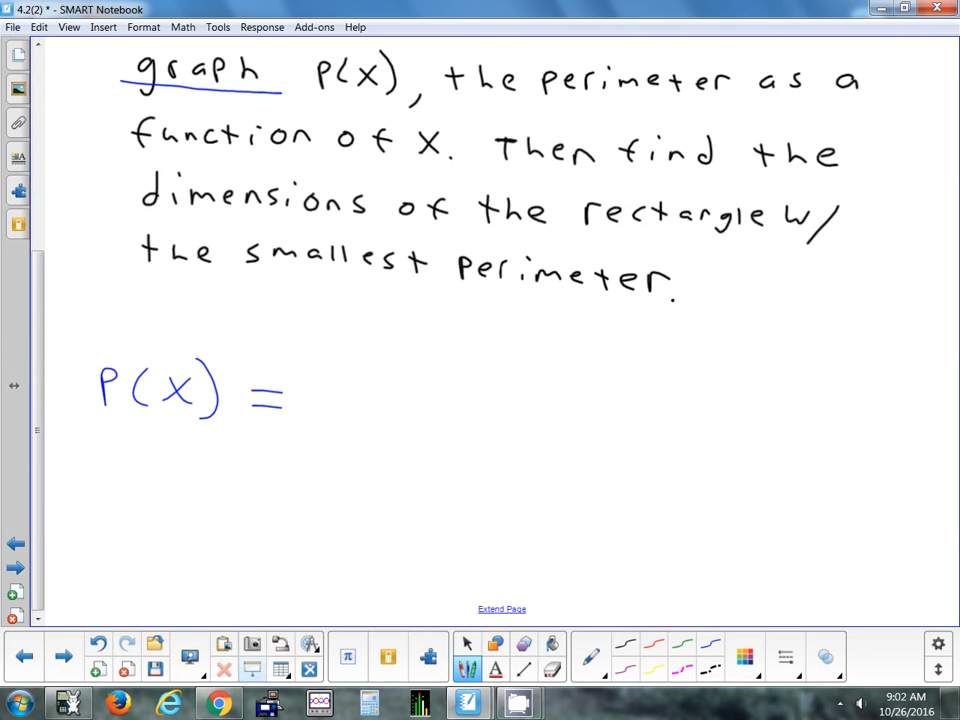 4.2(2) * - SMART Notebook
File Edit View Insert Format Math Tools Response Add-ons Help
graph P(x), the perimeter as a
function of x. Then find the
dimensions of the rectangle w/
the smallest perimeter.
P(x) =
Extend Page
9:02 AM
10/26/2016